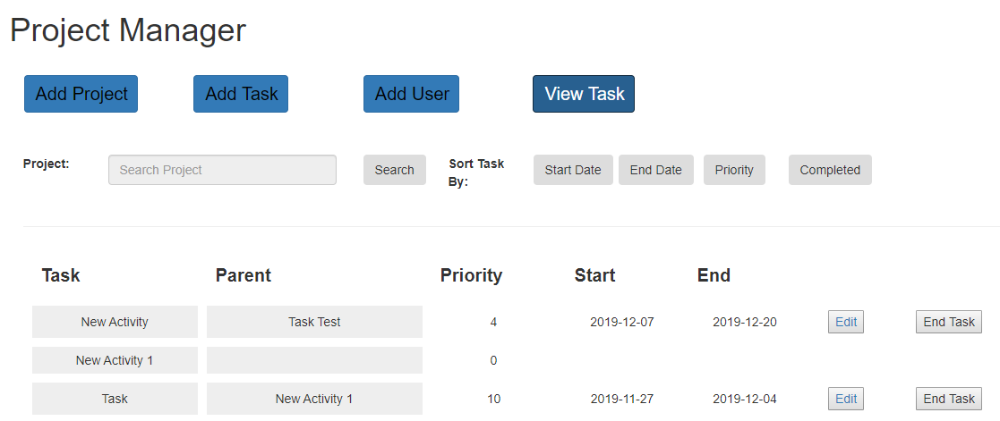 Project Manager
Add Project Add Task Add User View Task
Project: Search Project Search Sort Task By: Start Date End Date Priority Completed
Task Parent Priority Start End
New Activity Task Test 4 2019-12-07 2019-12-20 Edit End Task
New Activity 1 0
Task New Activity 1 10 2019-11-27 2019-12-04 Edit End Task